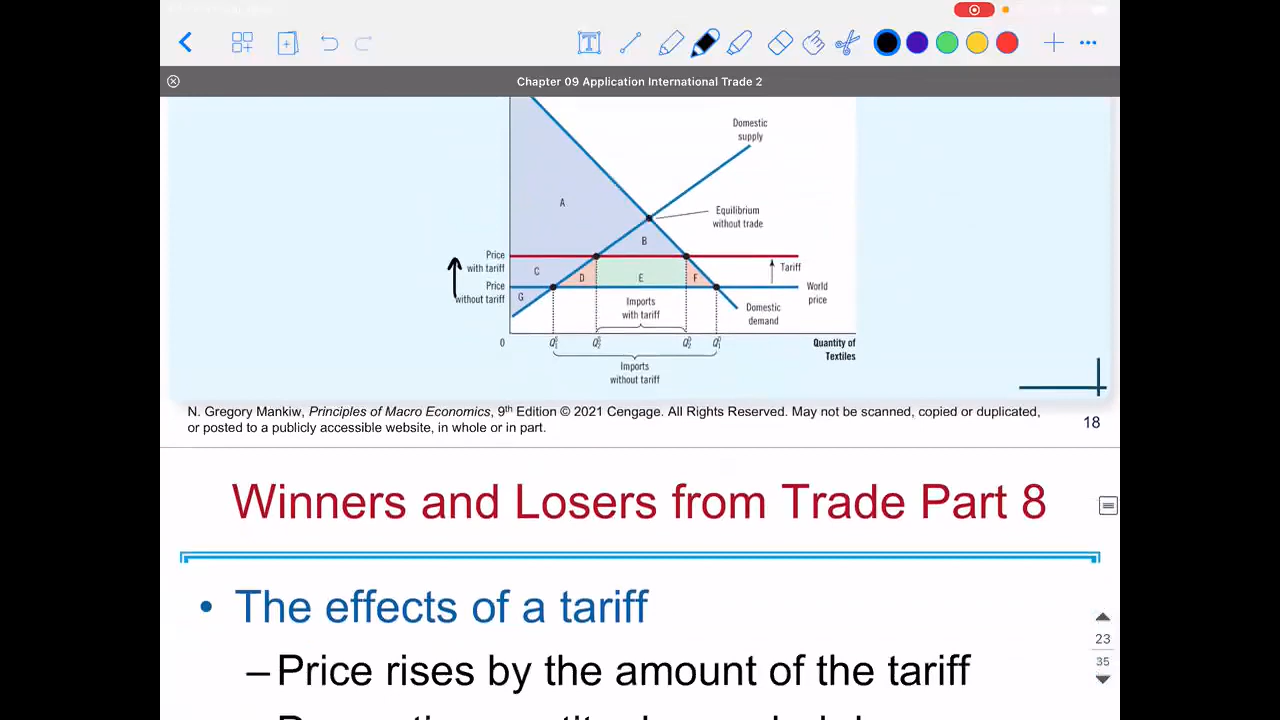 T
Chapter 09 Application International Trade 2
Domestic
supply
A
Equilibrium
without trade
B
Price
with tariff
C
D
E
F
Tariff
Price
without tariff
G
World
price
Imports
with tariff
Domestic
demand
0
Quantity of
Textiles
Imports
without tariff
N. Gregory Mankiw, Principles of Macro Economics, 9th Edition © 2021 Cengage. All Rights Reserved. May not be scanned, copied or duplicated,
or posted to a publicly accessible website, in whole or in part.
18
Winners and Losers from Trade Part 8
• The effects of a tariff
–Price rises by the amount of the tariff
23
35